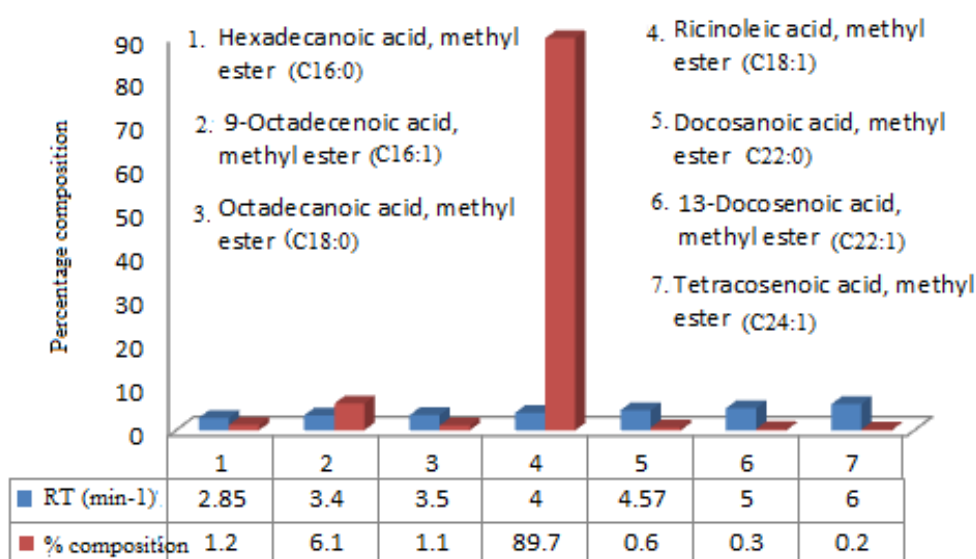 Percentage composition
90
80
70
60
50
40
30
20
10
0
1. Hexadecanoic acid, methyl
ester (C16:0)
2. 9-Octadecenoic acid,
methyl ester (C16:1)
3. Octadecanoic acid, methyl
ester (C18:0)
4. Ricinoleic acid, methyl
ester (C18:1)
5. Docosanoic acid, methyl
ester C22:0)
6. 13-Docosenoic acid,
methyl ester (C22:1)
7. Tetracosenoic acid, methyl
ester (C24:1)
1 2 3 4 5 6 7
RT (min-1) 2.85 3.4 3.5 4 4.57 5 6
% composition 1.2 6.1 1.1 89.7 0.6 0.3 0.2